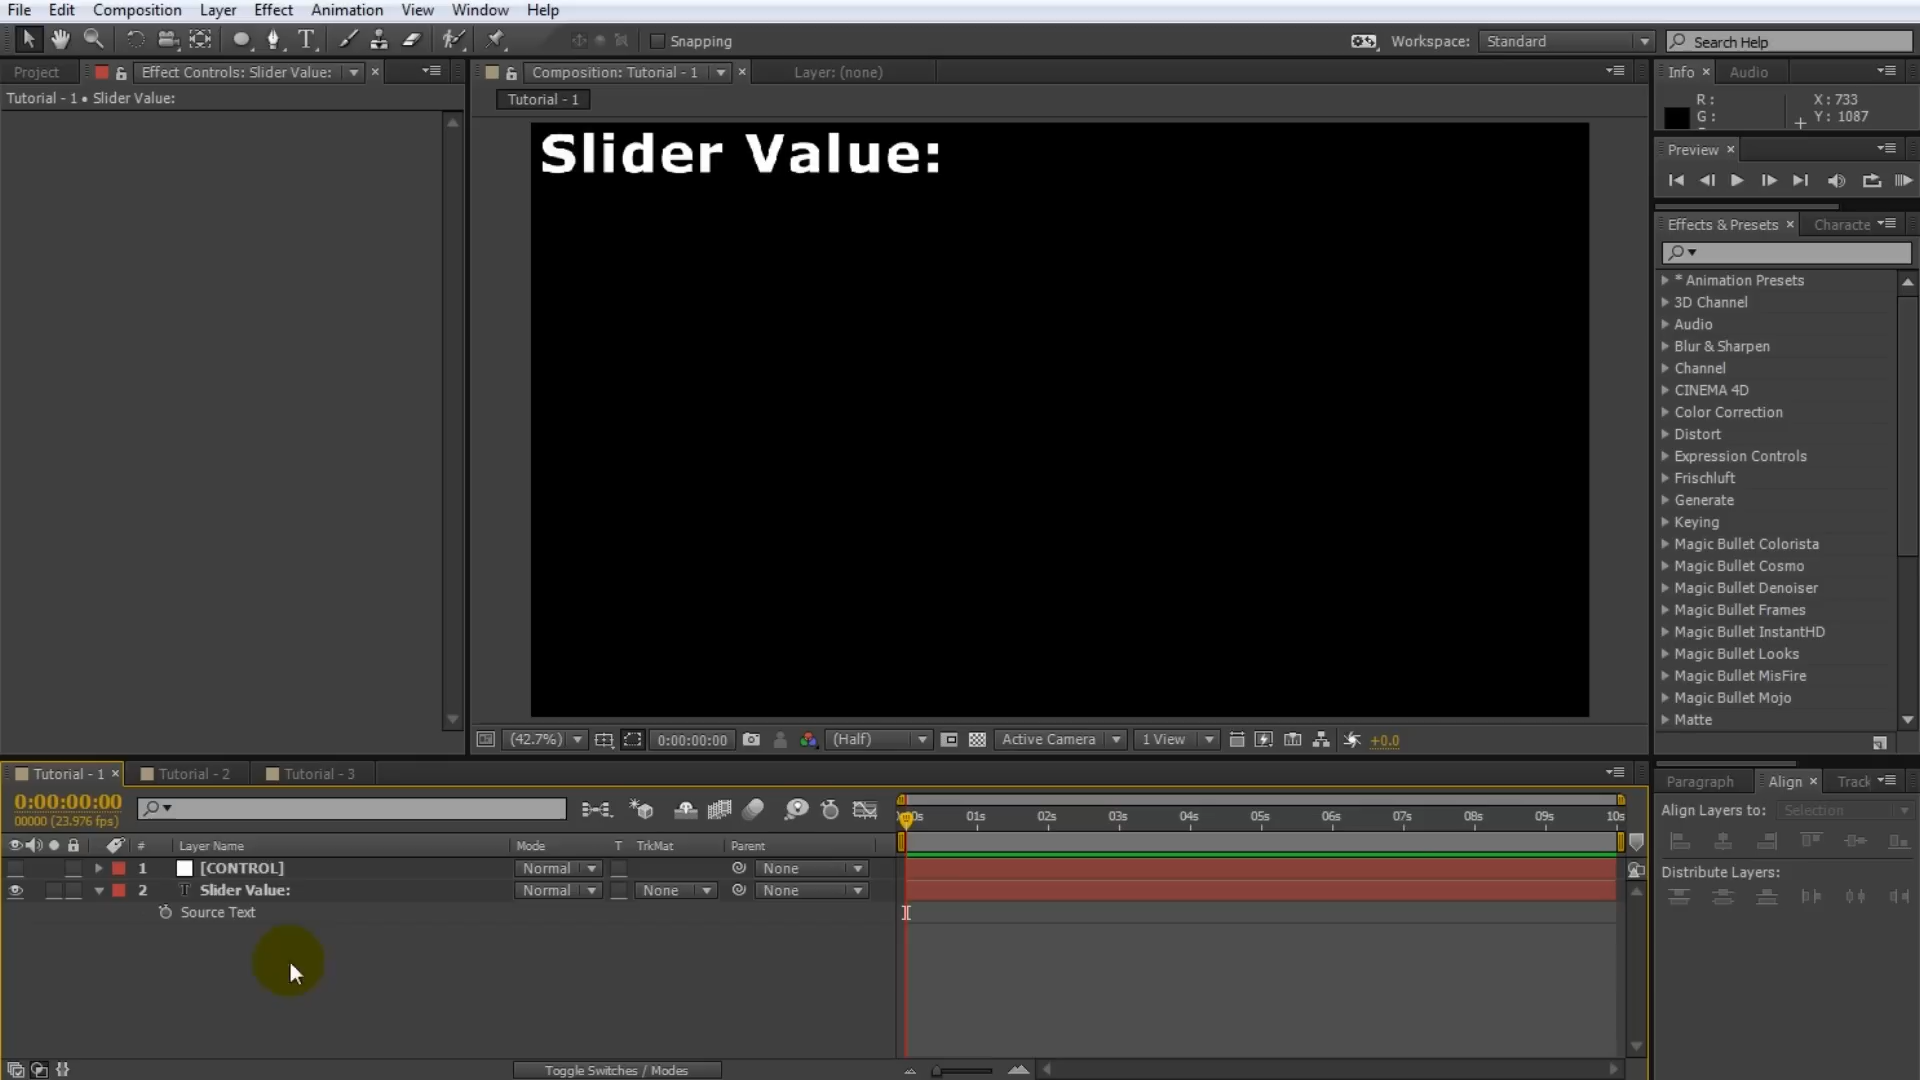 File Edit Composition Layer Effect Animation View Window Help
Snapping Workspace: Standard Search Help
Project Effect Controls: Slider Value: Composition: Tutorial - 1 Layer: (none) Info Audio
Tutorial - 1 • Slider Value:
Tutorial - 1
R: X: 733
G: Y: 1087
Slider Value:
Preview
Effects & Presets Characte
* Animation Presets
3D Channel
Audio
Blur & Sharpen
Channel
CINEMA 4D
Color Correction
Distort
Expression Controls
Frischluft
Generate
Keying
Magic Bullet Colorista
Magic Bullet Cosmo
Magic Bullet Denoiser
Magic Bullet Frames
Magic Bullet InstantHD
Magic Bullet Looks
Magic Bullet MisFire
Magic Bullet Mojo
Matte
(42.7%) 0:00:00:00 (Half) Active Camera 1 View +0.0
Tutorial - 1 Tutorial - 2 Tutorial - 3
Paragraph Align Track
0:00:00:00
00000 (23.976 fps)
01s 02s 03s 04s 05s 06s 07s 08s 09s 10s
Align Layers to: Selection
# Layer Name Mode T TrkMat Parent
1 [CONTROL] Normal None
2 T Slider Value: Normal None None
Distribute Layers:
Source Text
Toggle Switches / Modes